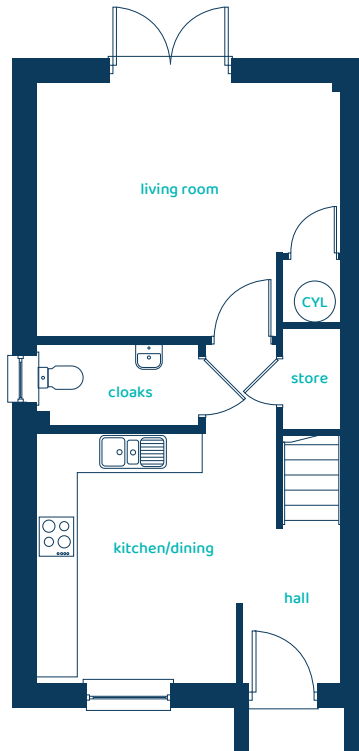 living room
CYL
store
cloaks
kitchen/dining
hall